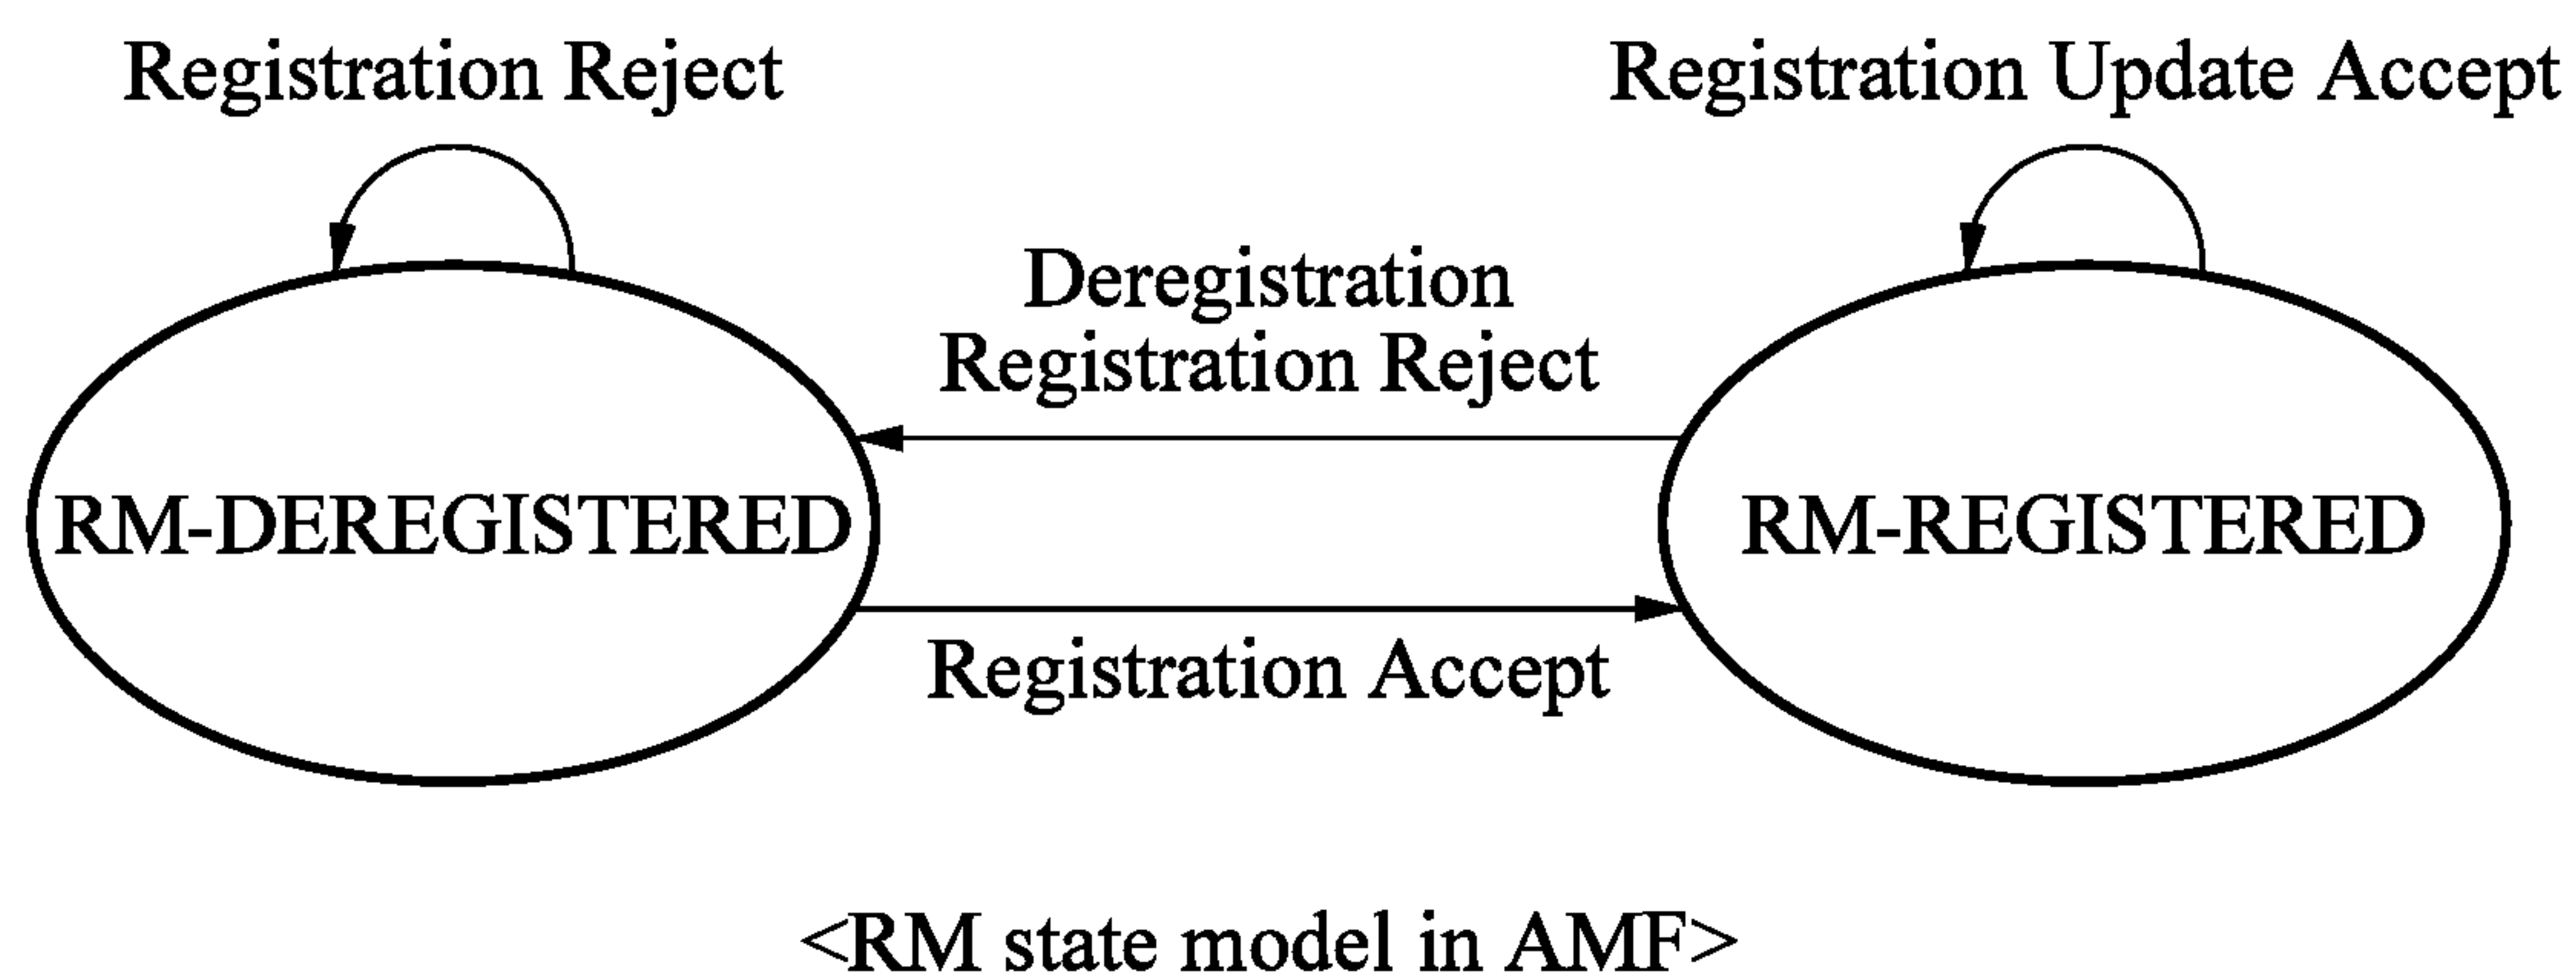 Registration Reject
Registration Update Accept
Deregistration
Registration Reject
RM-DEREGISTERED
RM-REGISTERED
Registration Accept
<RM state model in AMF>